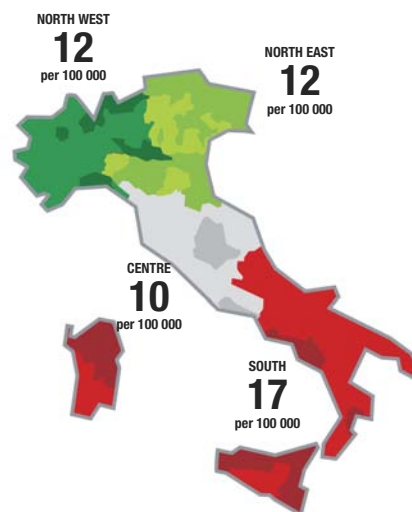 NORTH WEST
12
per 100 000
NORTH EAST
12
per 100 000
CENTRE
10
per 100 000
SOUTH
17
per 100 000